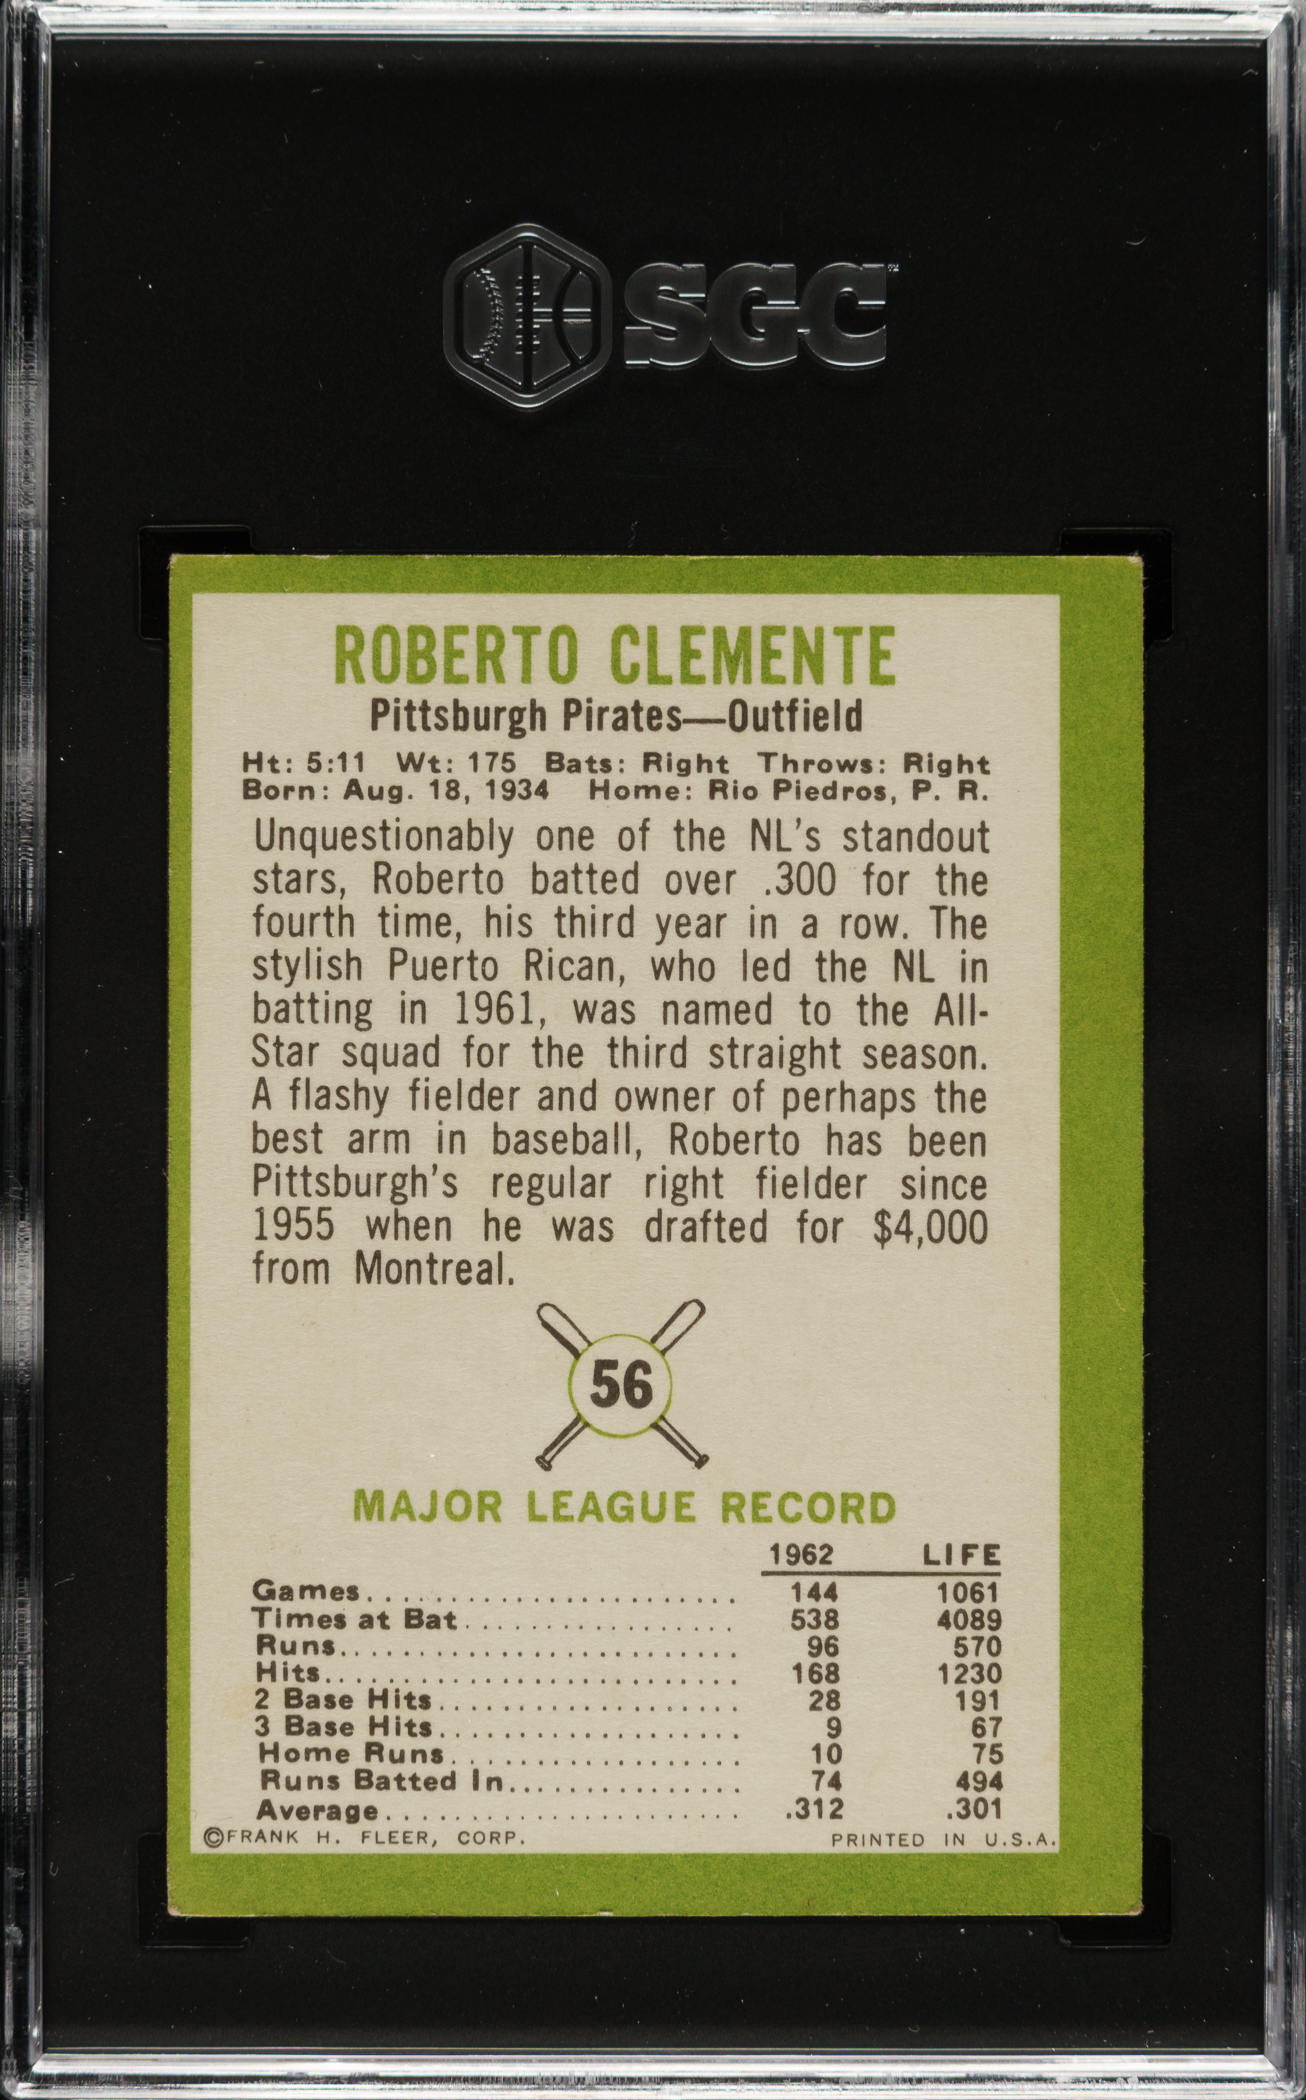 SGC
ROBERTO CLEMENTE
Pittsburgh Pirates—Outfield
Ht: 5:11 Wt: 175 Bats: Right Throws: Right
Born: Aug. 18, 1934 Home: Rio Piedros, P. R.
Unquestionably one of the NL's standout
stars, Roberto batted over .300 for the
fourth time, his third year in a row. The
stylish Puerto Rican, who led the NL in
batting in 1961, was named to the All-
Star squad for the third straight season.
A flashy fielder and owner of perhaps the
best arm in baseball, Roberto has been
Pittsburgh's regular right fielder since
1955 when he was drafted for $4,000
from Montreal.
56
MAJOR LEAGUE RECORD
1962 LIFE
Games........................ 144 1061
Times at Bat.................. 538 4089
Runs.......................... 96 570
Hits........................... 168 1230
2 Base Hits................... 28 191
3 Base Hits................... 9 67
Home Runs.................. 10 75
Runs Batted In.............. 74 494
Average....................... .312 .301
©FRANK H. FLEER, CORP. PRINTED IN U.S.A.